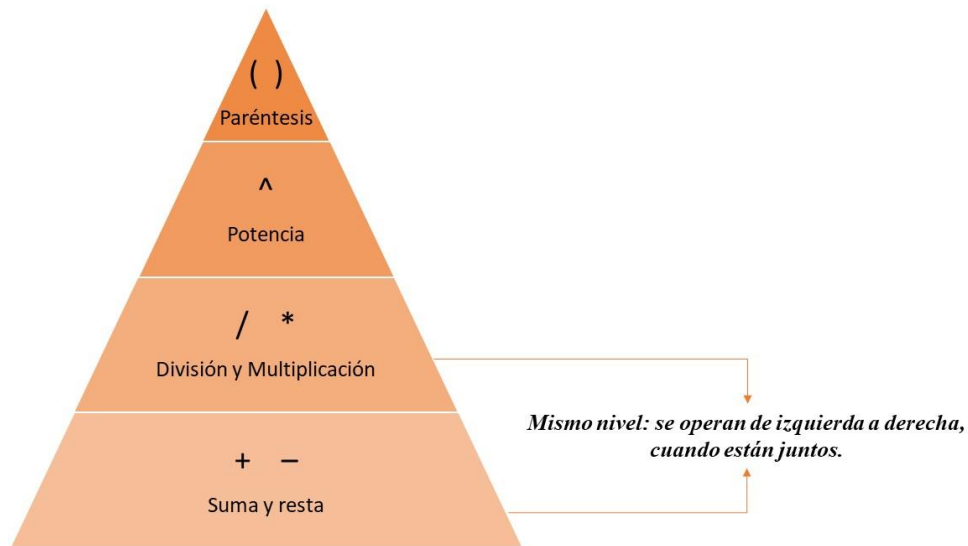 ( )
Paréntesis
^
Potencia
/ *
División y Multiplicación
Mismo nivel: se operan de izquierda a derecha,
cuando están juntos.
+ −
Suma y resta